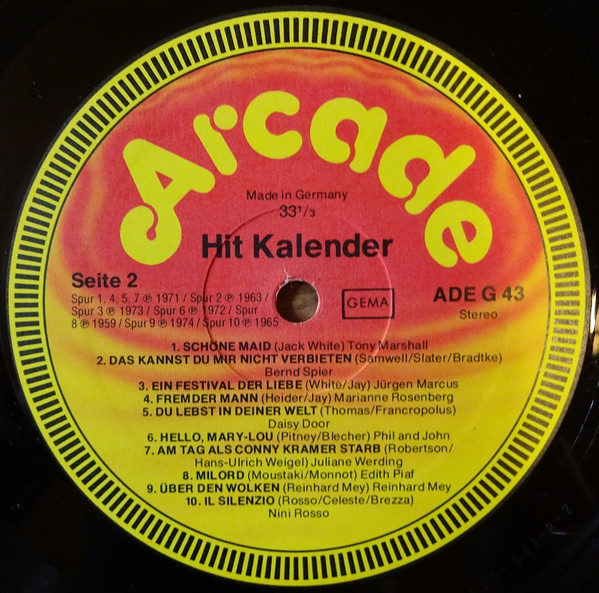 Arcade
Made in Germany
33 1/3
Hit Kalender
Seite 2
Spur 1, 4, 5, 7 ℗ 1971 / Spur 2 ℗ 1963 /
Spur 3 ℗ 1973 / Spur 6 ℗ 1972 / Spur
8 ℗ 1959 / Spur 9 ℗ 1974 / Spur 10 ℗ 1965
GEMA
ADE G 43
Stereo
1. SCHÖNE MAID (Jack White) Tony Marshall
2. DAS KANNST DU MIR NICHT VERBIETEN (Samwell/Slater/Bradtke)
Bernd Spier
3. EIN FESTIVAL DER LIEBE (White/Jay) Jürgen Marcus
4. FREMDER MANN (Heider/Jay) Marianne Rosenberg
5. DU LEBST IN DEINER WELT (Thomas/Francropolus)
Daisy Door
6. HELLO, MARY-LOU (Pitney/Blecher) Phil and John
7. AM TAG ALS CONNY KRAMER STARB (Robertson/
Hans-Ulrich Weigel) Juliane Werding
8. MILORD (Moustaki/Monnot) Edith Piaf
9. ÜBER DEN WOLKEN (Reinhard Mey) Reinhard Mey
10. IL SILENZIO (Rosso/Celeste/Brezza)
Nini Rosso